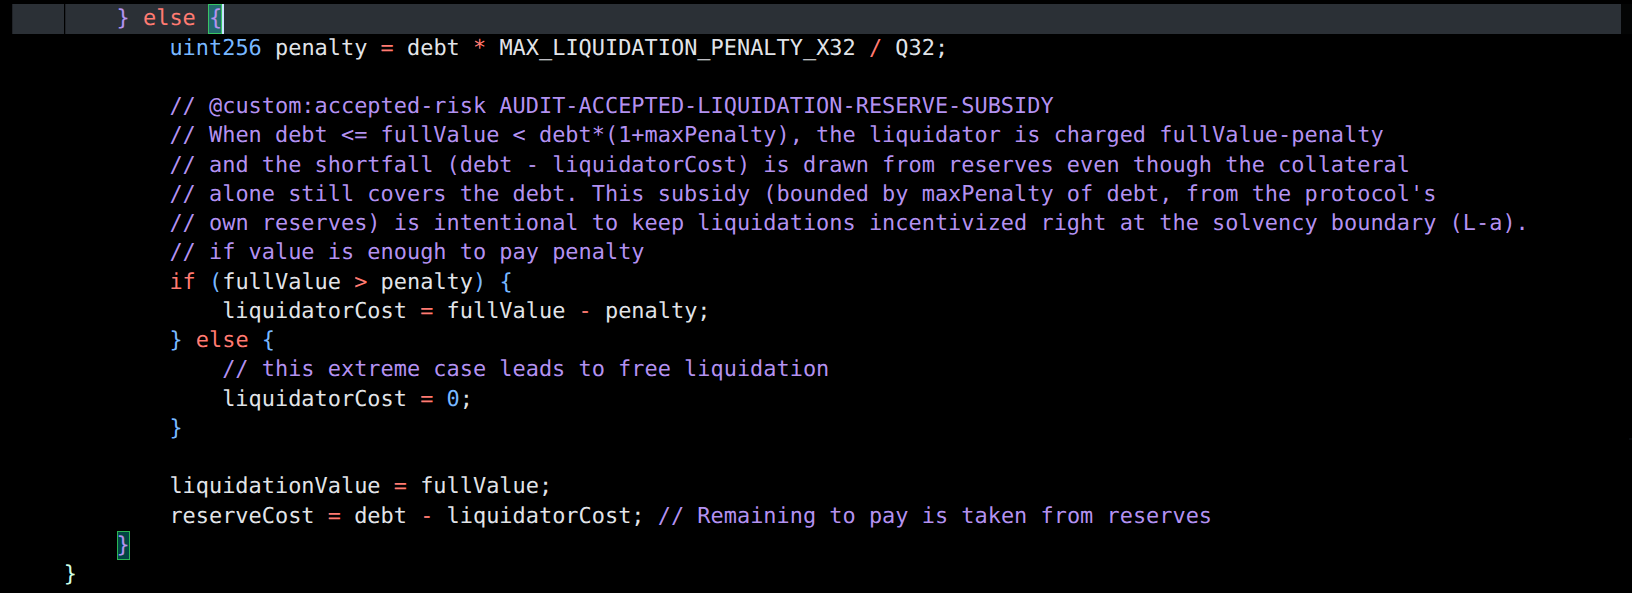 } else {
uint256 penalty = debt * MAX_LIQUIDATION_PENALTY_X32 / Q32;
// @custom:accepted-risk AUDIT-ACCEPTED-LIQUIDATION-RESERVE-SUBSIDY
// When debt <= fullValue < debt*(1+maxPenalty), the liquidator is charged fullValue-penalty
// and the shortfall (debt - liquidatorCost) is drawn from reserves even though the collateral
// alone still covers the debt. This subsidy (bounded by maxPenalty of debt, from the protocol's
// own reserves) is intentional to keep liquidations incentivized right at the solvency boundary (L-a).
// if value is enough to pay penalty
if (fullValue > penalty) {
liquidatorCost = fullValue - penalty;
} else {
// this extreme case leads to free liquidation
liquidatorCost = 0;
}
liquidationValue = fullValue;
reserveCost = debt - liquidatorCost; // Remaining to pay is taken from reserves
}
}